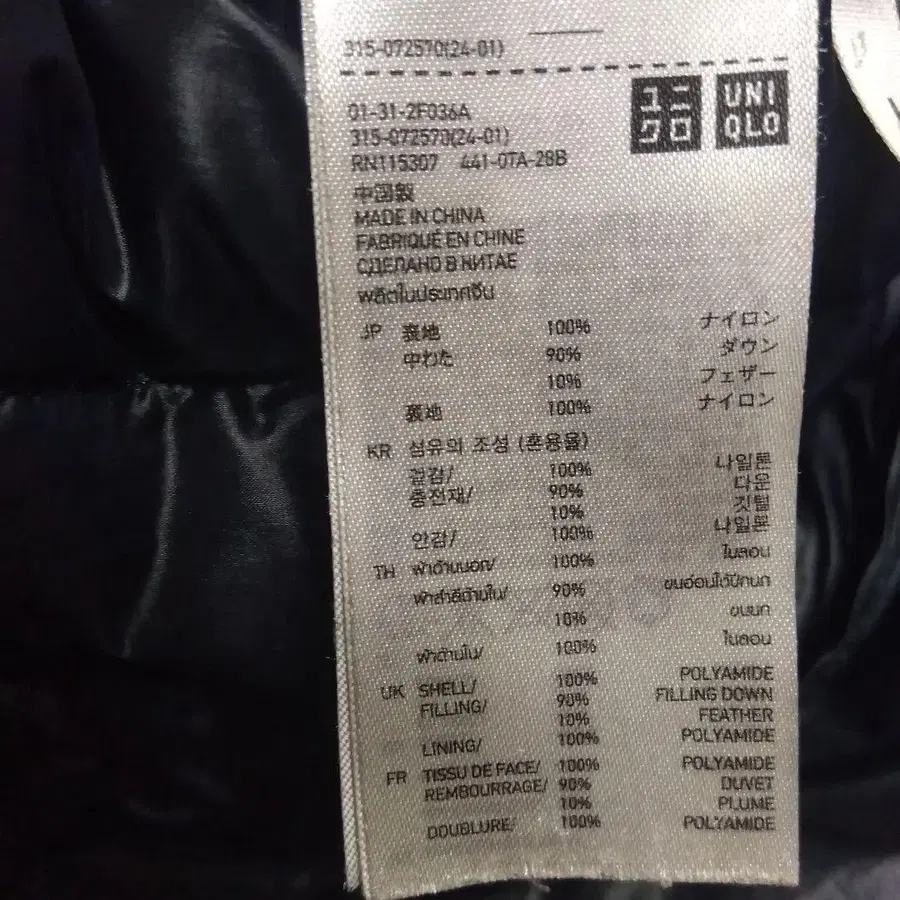 315-072570(24-01)
ユニクロ
UNIQLO
01-31-2F036A
315-072570(24-01)
RN115307 441-0TA-28B
中国製
MADE IN CHINA
FABRIQUÉ EN CHINE
СДЕЛАНО В КИТАЕ
ผลิตในประเทศจีน
JP 表地 100% ナイロン
中わた 90% ダウン
10% フェザー
裏地 100% ナイロン
KR 섬유의 조성 (혼용율)
겉감/ 100% 나일론
충전재/ 90% 다운
10% 깃털
안감/ 100% 나일론
TH ผ้าด้านนอก/ 100% ไนลอน
ผ้าสำลีด้านใน/ 90% ขนอ่อนใต้ปีกนก
10% ขนนก
ผ้าด้านใน/ 100% ไนลอน
UK SHELL/ 100% POLYAMIDE
FILLING/ 90% FILLING DOWN
10% FEATHER
LINING/ 100% POLYAMIDE
FR TISSU DE FACE/ 100% POLYAMIDE
REMBOURRAGE/ 90% DUVET
10% PLUME
DOUBLURE/ 100% POLYAMIDE